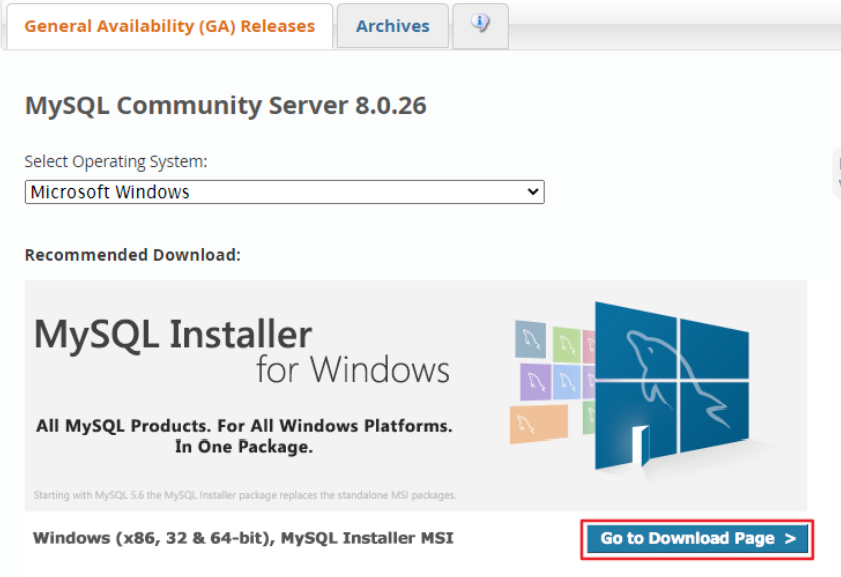 General Availability (GA) Releases
Archives
MySQL Community Server 8.0.26
Select Operating System:
Microsoft Windows
Recommended Download:
MySQL Installer
for Windows
All MySQL Products. For All Windows Platforms.
In One Package.
Starting with MySQL 5.6 the MySQL Installer package replaces the standalone MSI packages.
Windows (x86, 32 & 64-bit), MySQL Installer MSI
Go to Download Page >